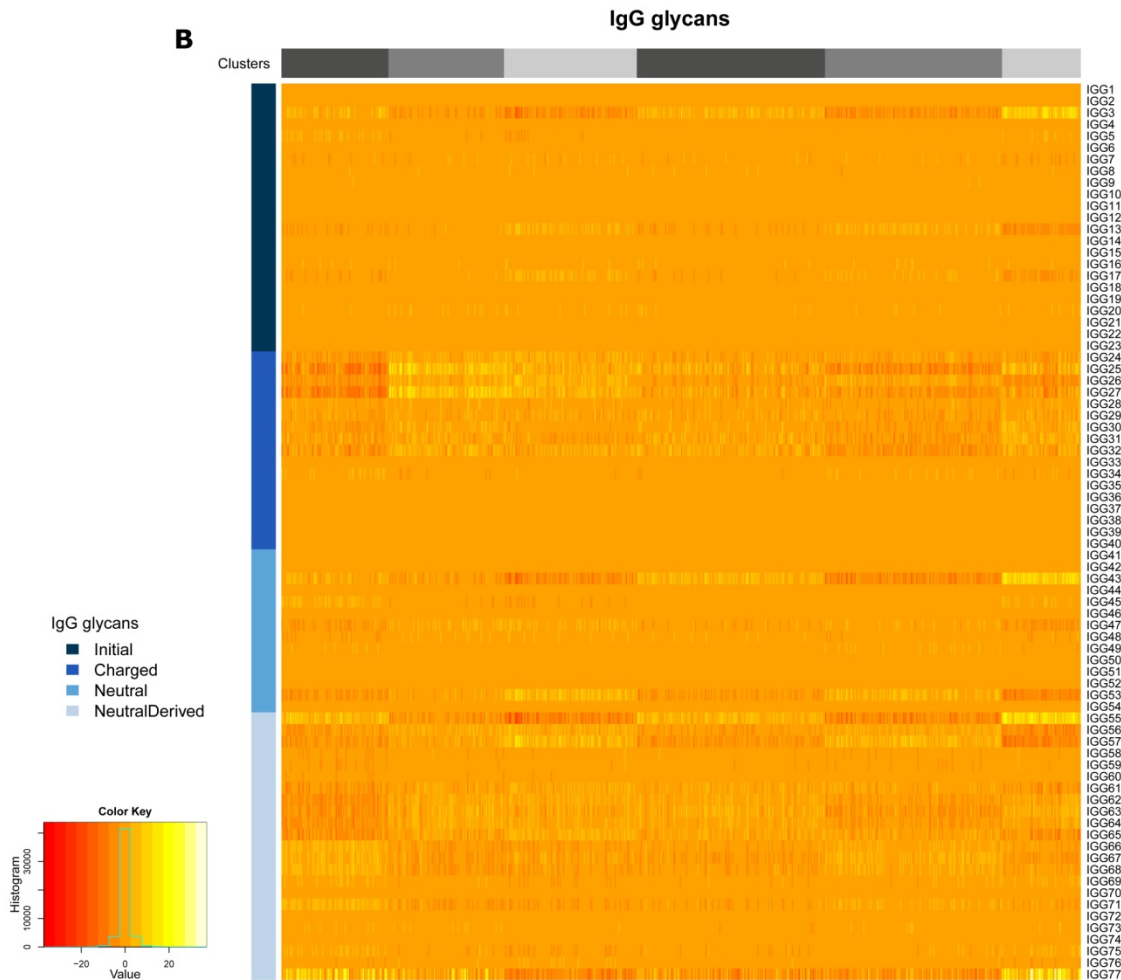 IgG glycans
B
Clusters
IGG1
IGG2
IGG3
IGG4
IGG5
IGG6
IGG7
IGG8
IGG9
IGG10
IGG11
IGG12
IGG13
IGG14
IGG15
IGG16
IGG17
IGG18
IGG19
IGG20
IGG21
IGG22
IGG23
IGG24
IGG25
IGG26
IGG27
IGG28
IGG29
IGG30
IGG31
IGG32
IGG33
IGG34
IGG35
IGG36
IGG37
IGG38
IGG39
IGG40
IGG41
IGG42
IGG43
IGG44
IGG45
IGG46
IGG47
IGG48
IGG49
IGG50
IGG51
IGG52
IGG53
IGG54
IGG55
IGG56
IGG57
IGG58
IGG59
IGG60
IGG61
IGG62
IGG63
IGG64
IGG65
IGG66
IGG67
IGG68
IGG69
IGG70
IGG71
IGG72
IGG73
IGG74
IGG75
IGG76
IGG77
IgG glycans
Initial
Charged
Neutral
NeutralDerived
Color Key
Histogram
0 10000 30000
−20 0 20
Value